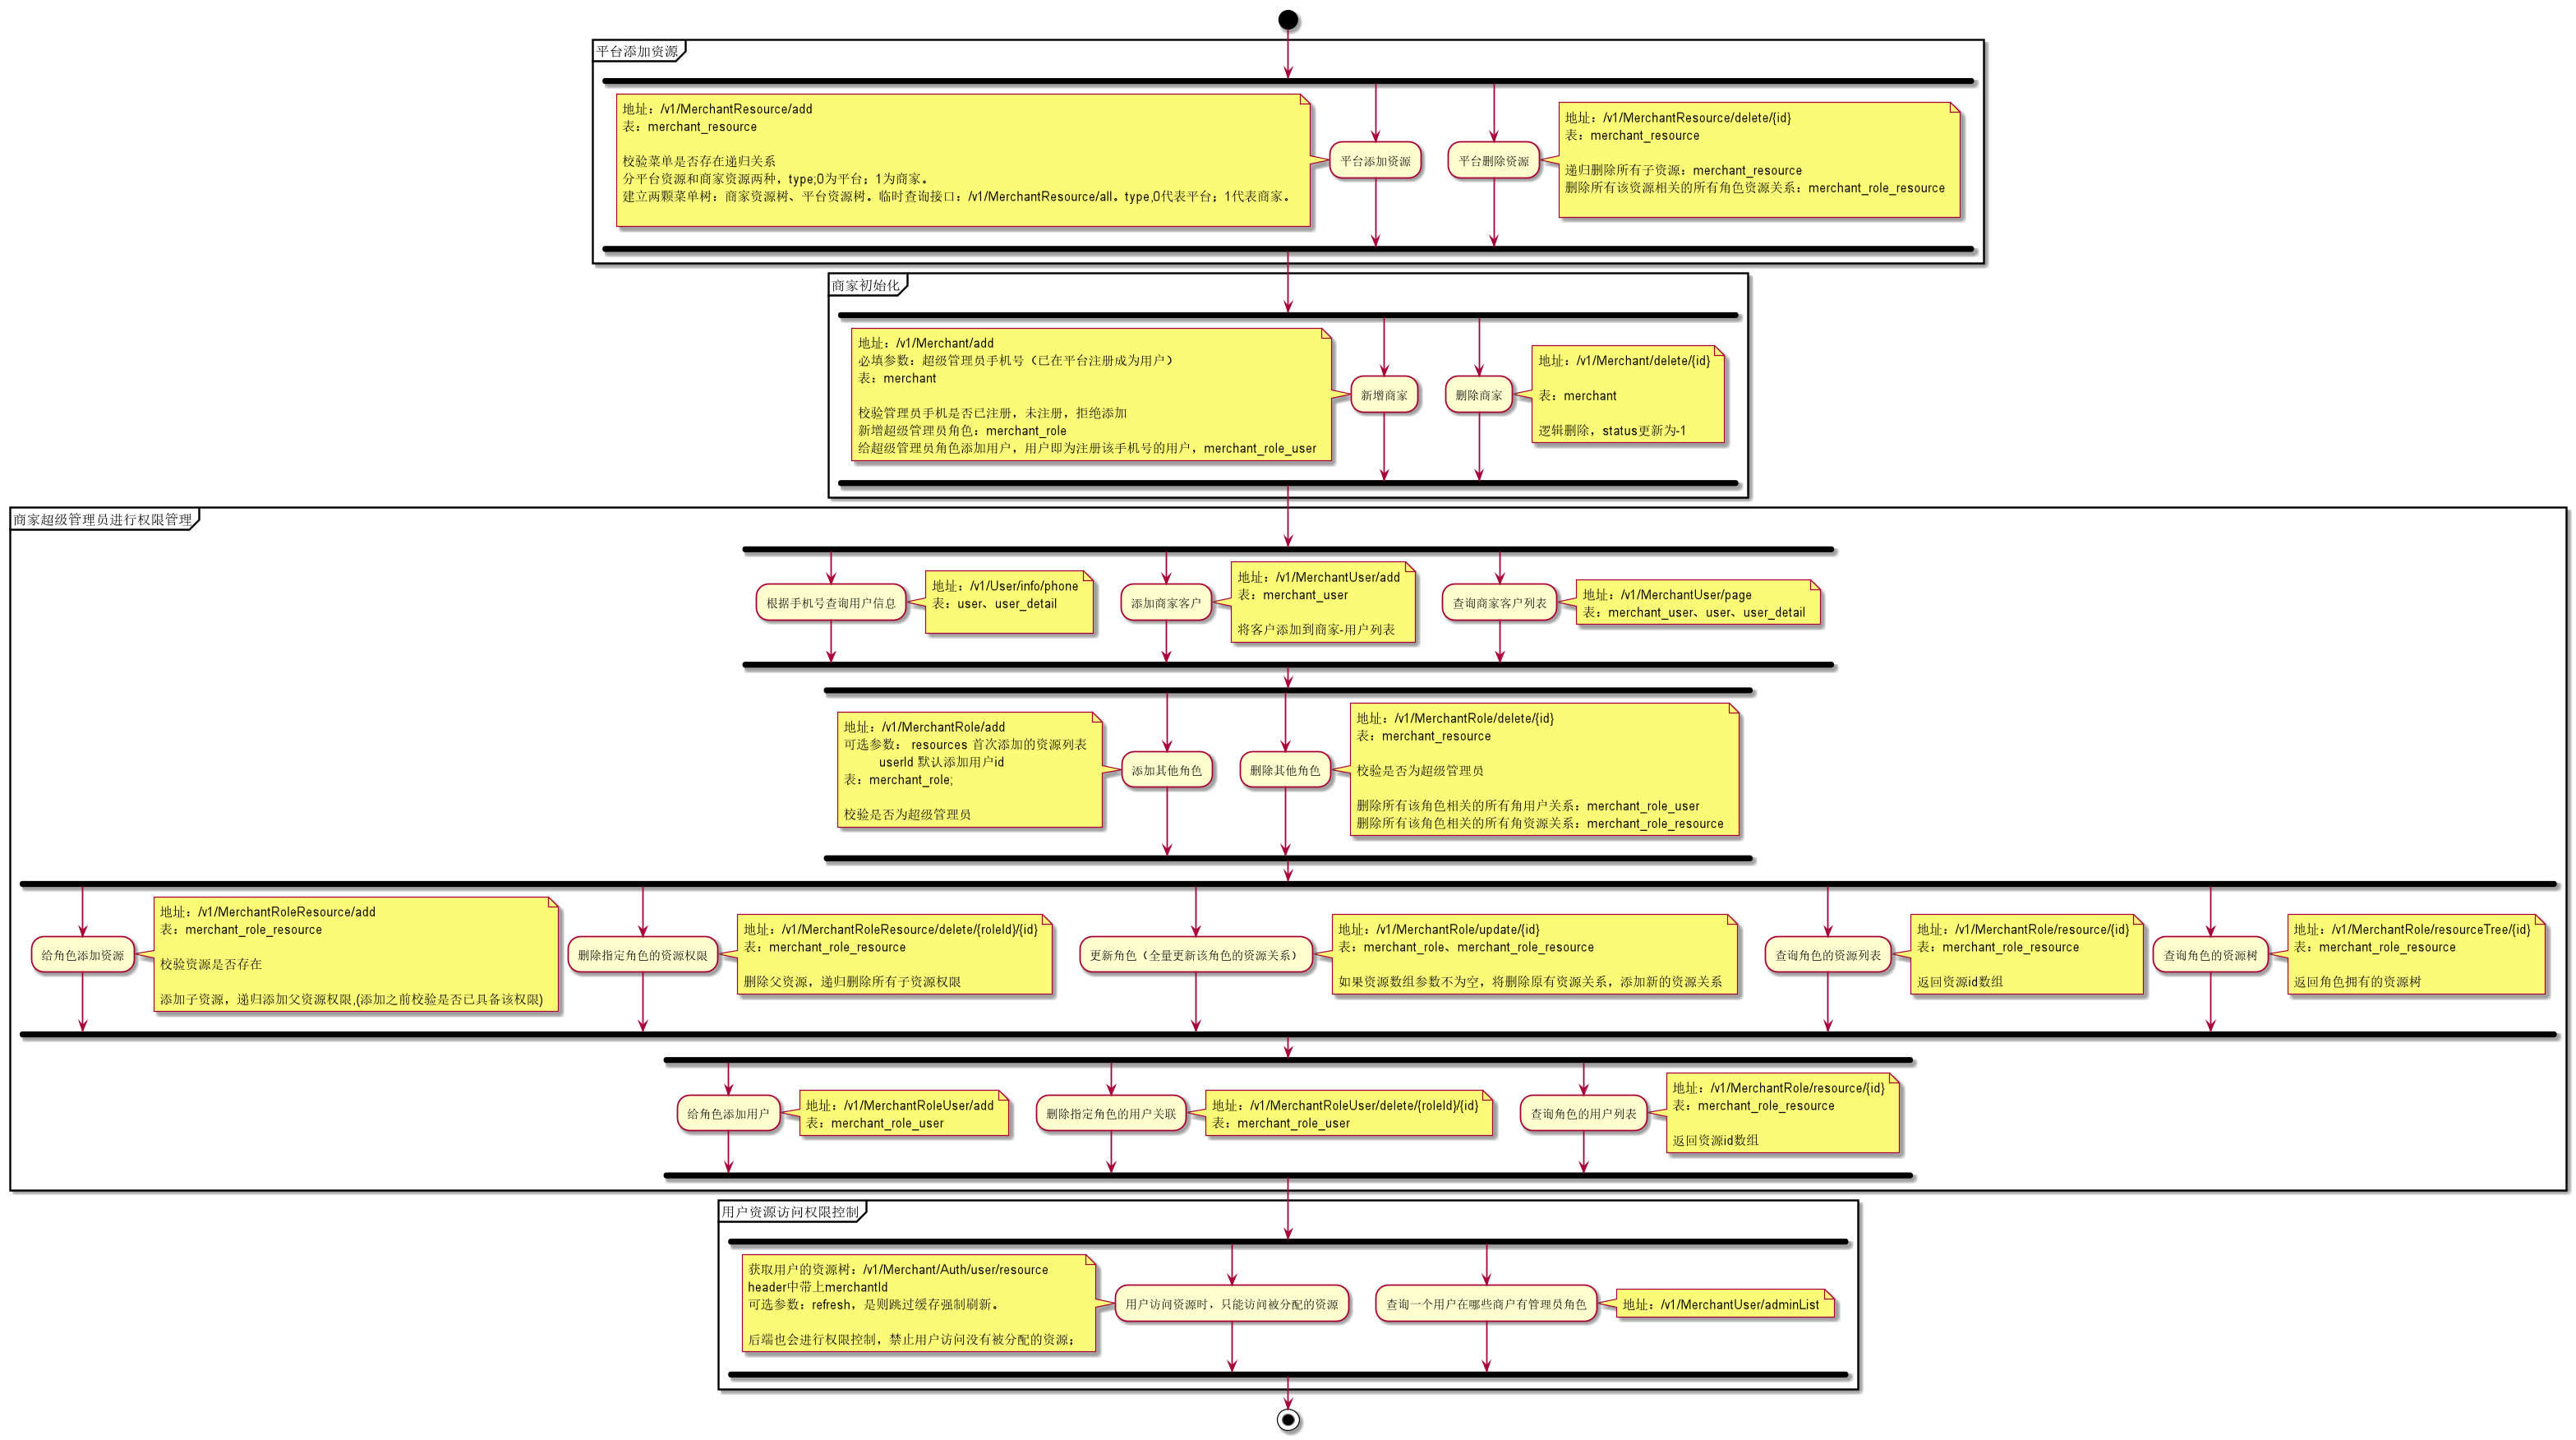 平台添加资源
地址：/v1/MerchantResource/add
表：merchant_resource
校验菜单是否存在递归关系
分平台资源和商家资源两种，type;0为平台；1为商家。
建立两颗菜单树：商家资源树、平台资源树。临时查询接口：/v1/MerchantResource/all。type,0代表平台；1代表商家。
平台添加资源
平台删除资源
地址：/v1/MerchantResource/delete/{id}
表：merchant_resource
递归删除所有子资源：merchant_resource
删除所有该资源相关的所有角色资源关系：merchant_role_resource
商家初始化
地址：/v1/Merchant/add
必填参数：超级管理员手机号（已在平台注册成为用户）
表：merchant
校验管理员手机是否已注册，未注册，拒绝添加
新增超级管理员角色：merchant_role
给超级管理员角色添加用户，用户即为注册该手机号的用户，merchant_role_user
新增商家
删除商家
地址：/v1/Merchant/delete/{id}
表：merchant
逻辑删除，status更新为-1
商家超级管理员进行权限管理
根据手机号查询用户信息
地址：/v1/User/info/phone
表：user、user_detail
添加商家客户
地址：/v1/MerchantUser/add
表：merchant_user
将客户添加到商家-用户列表
查询商家客户列表
地址：/v1/MerchantUser/page
表：merchant_user、user、user_detail
地址：/v1/MerchantRole/add
可选参数： resources 首次添加的资源列表
userId 默认添加用户id
表：merchant_role;
校验是否为超级管理员
添加其他角色
删除其他角色
地址：/v1/MerchantRole/delete/{id}
表：merchant_resource
校验是否为超级管理员
删除所有该角色相关的所有角用户关系：merchant_role_user
删除所有该角色相关的所有角资源关系：merchant_role_resource
给角色添加资源
地址：/v1/MerchantRoleResource/add
表：merchant_role_resource
校验资源是否存在
添加子资源，递归添加父资源权限,(添加之前校验是否已具备该权限)
删除指定角色的资源权限
地址：/v1/MerchantRoleResource/delete/{roleId}/{id}
表：merchant_role_resource
删除父资源，递归删除所有子资源权限
更新角色（全量更新该角色的资源关系）
地址：/v1/MerchantRole/update/{id}
表：merchant_role、merchant_role_resource
如果资源数组参数不为空，将删除原有资源关系，添加新的资源关系
查询角色的资源列表
地址：/v1/MerchantRole/resource/{id}
表：merchant_role_resource
返回资源id数组
查询角色的资源树
地址：/v1/MerchantRole/resourceTree/{id}
表：merchant_role_resource
返回角色拥有的资源树
给角色添加用户
地址：/v1/MerchantRoleUser/add
表：merchant_role_user
删除指定角色的用户关联
地址：/v1/MerchantRoleUser/delete/{roleId}/{id}
表：merchant_role_user
查询角色的用户列表
地址：/v1/MerchantRole/resource/{id}
表：merchant_role_resource
返回资源id数组
用户资源访问权限控制
获取用户的资源树：/v1/Merchant/Auth/user/resource
header中带上merchantId
可选参数：refresh，是则跳过缓存强制刷新。
后端也会进行权限控制，禁止用户访问没有被分配的资源；
用户访问资源时，只能访问被分配的资源
查询一个用户在哪些商户有管理员角色
地址：/v1/MerchantUser/adminList